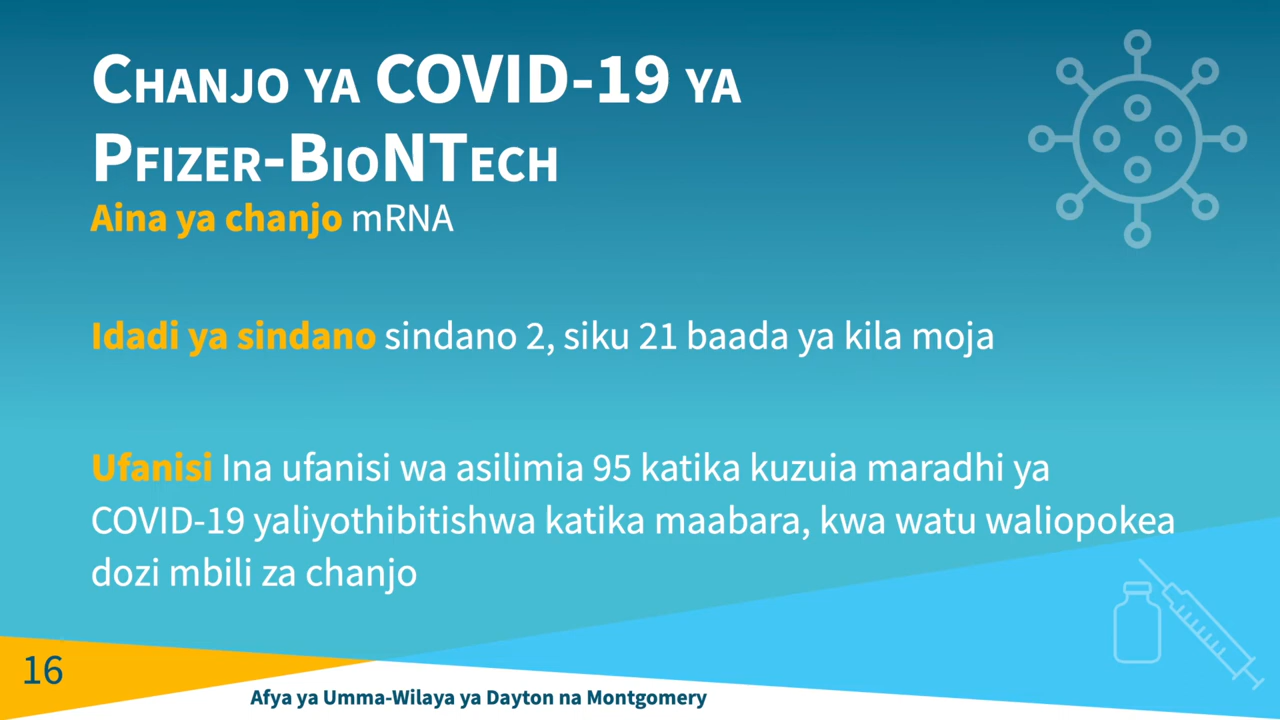 CHANJO YA COVID-19 YA
PFIZER-BIONTECH
Aina ya chanjo mRNA
Idadi ya sindano sindano 2, siku 21 baada ya kila moja
Ufanisi Ina ufanisi wa asilimia 95 katika kuzuia maradhi ya
COVID-19 yaliyothibitishwa katika maabara, kwa watu waliopokea
dozi mbili za chanjo
16
Afya ya Umma-Wilaya ya Dayton na Montgomery